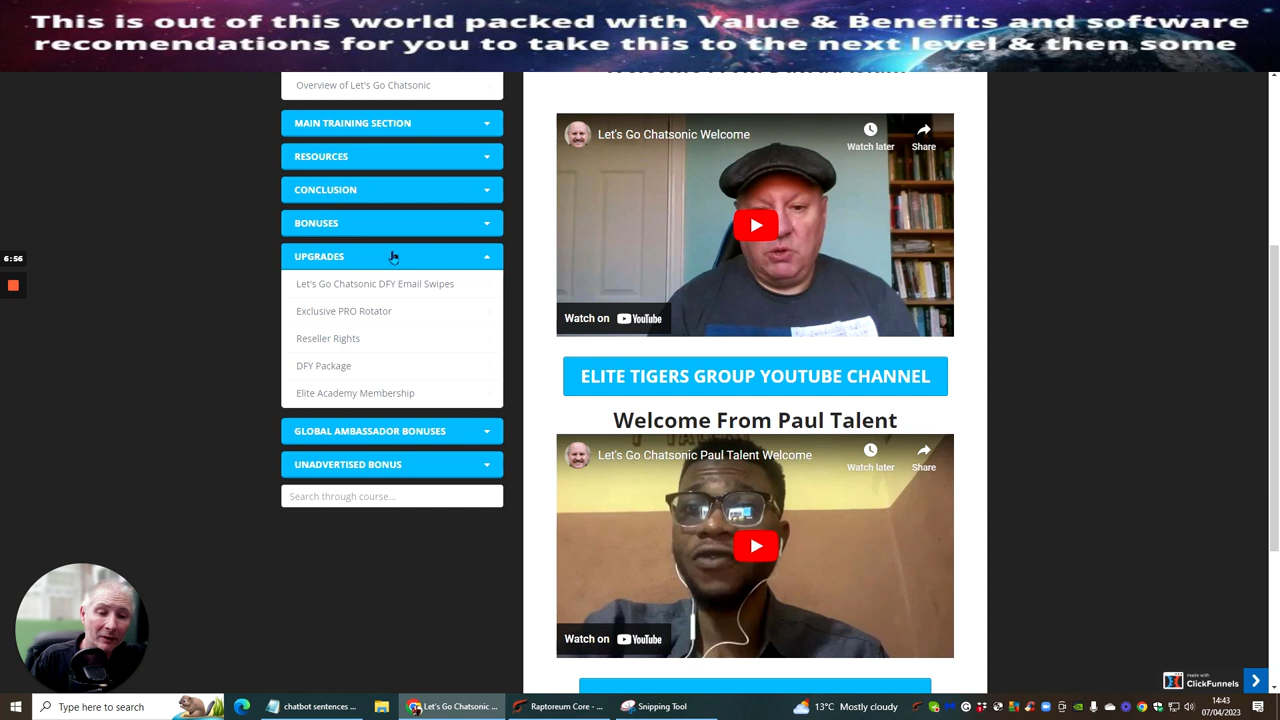 This is out of this world packed with Value & Benefits and software
recomendations for you to take this to the next level & then some
Overview of Let's Go Chatsonic
MAIN TRAINING SECTION
RESOURCES
CONCLUSION
BONUSES
UPGRADES
Let's Go Chatsonic DFY Email Swipes
Exclusive PRO Rotator
Reseller Rights
DFY Package
Elite Academy Membership
GLOBAL AMBASSADOR BONUSES
UNADVERTISED BONUS
Search through course...
6:56
Let's Go Chatsonic Welcome
Watch later
Share
Watch on YouTube
ELITE TIGERS GROUP YOUTUBE CHANNEL
Welcome From Paul Talent
Let's Go Chatsonic Paul Talent Welcome
Watch later
Share
Watch on YouTube
made with
ClickFunnels
Type here to search
chatbot sentences ...
Let's Go Chatsonic ...
Raptoreum Core - ...
Snipping Tool
13°C Mostly cloudy
14:43
07/04/2023